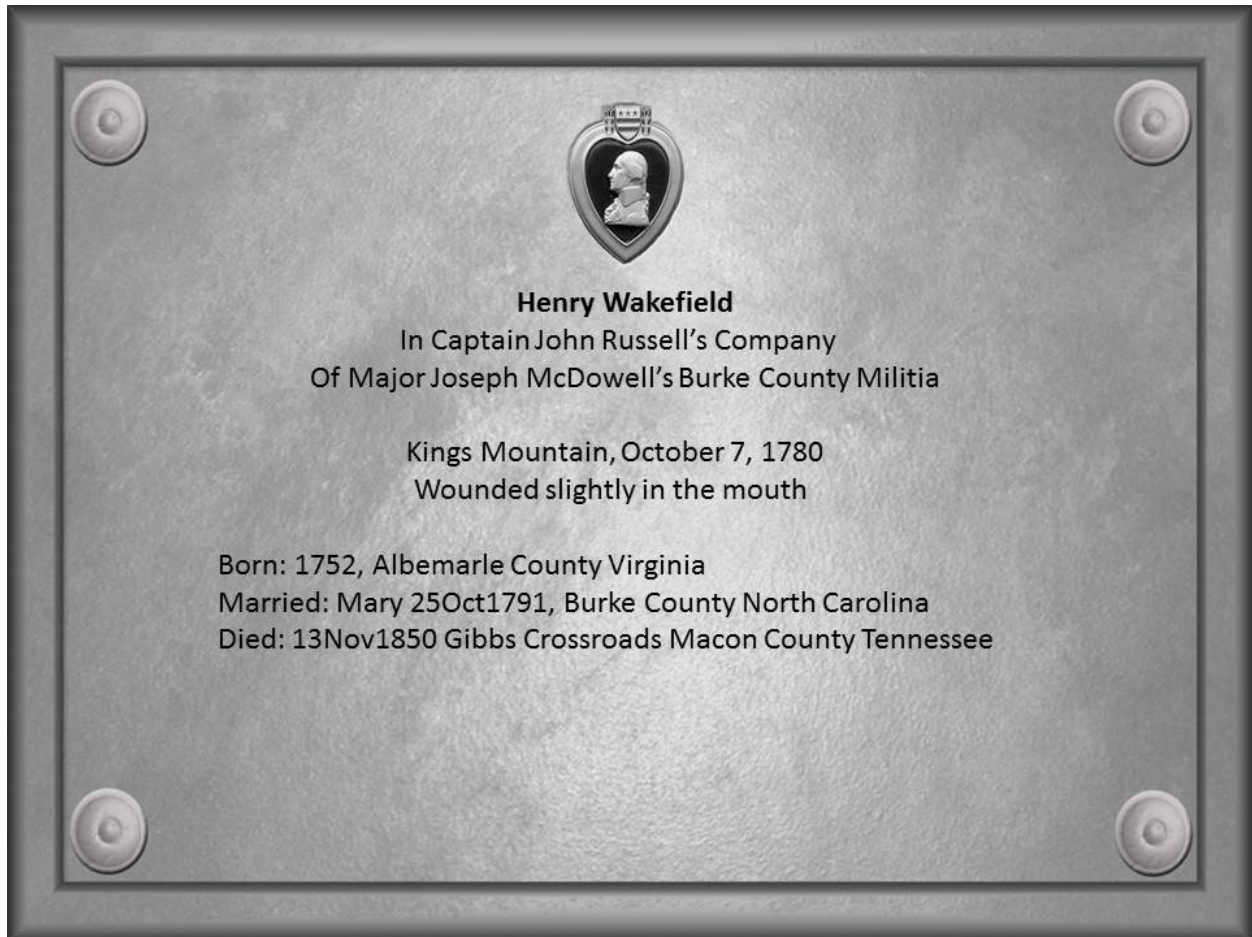 Henry Wakefield
In Captain John Russell's Company
Of Major Joseph McDowell's Burke County Militia
Kings Mountain, October 7, 1780
Wounded slightly in the mouth
Born: 1752, Albemarle County Virginia
Married: Mary 25Oct1791, Burke County North Carolina
Died: 13Nov1850 Gibbs Crossroads Macon County Tennessee